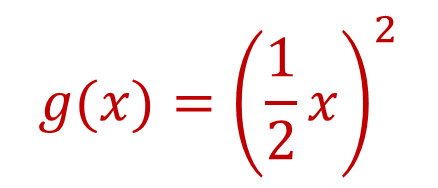 g(x) = (1/2 x)²